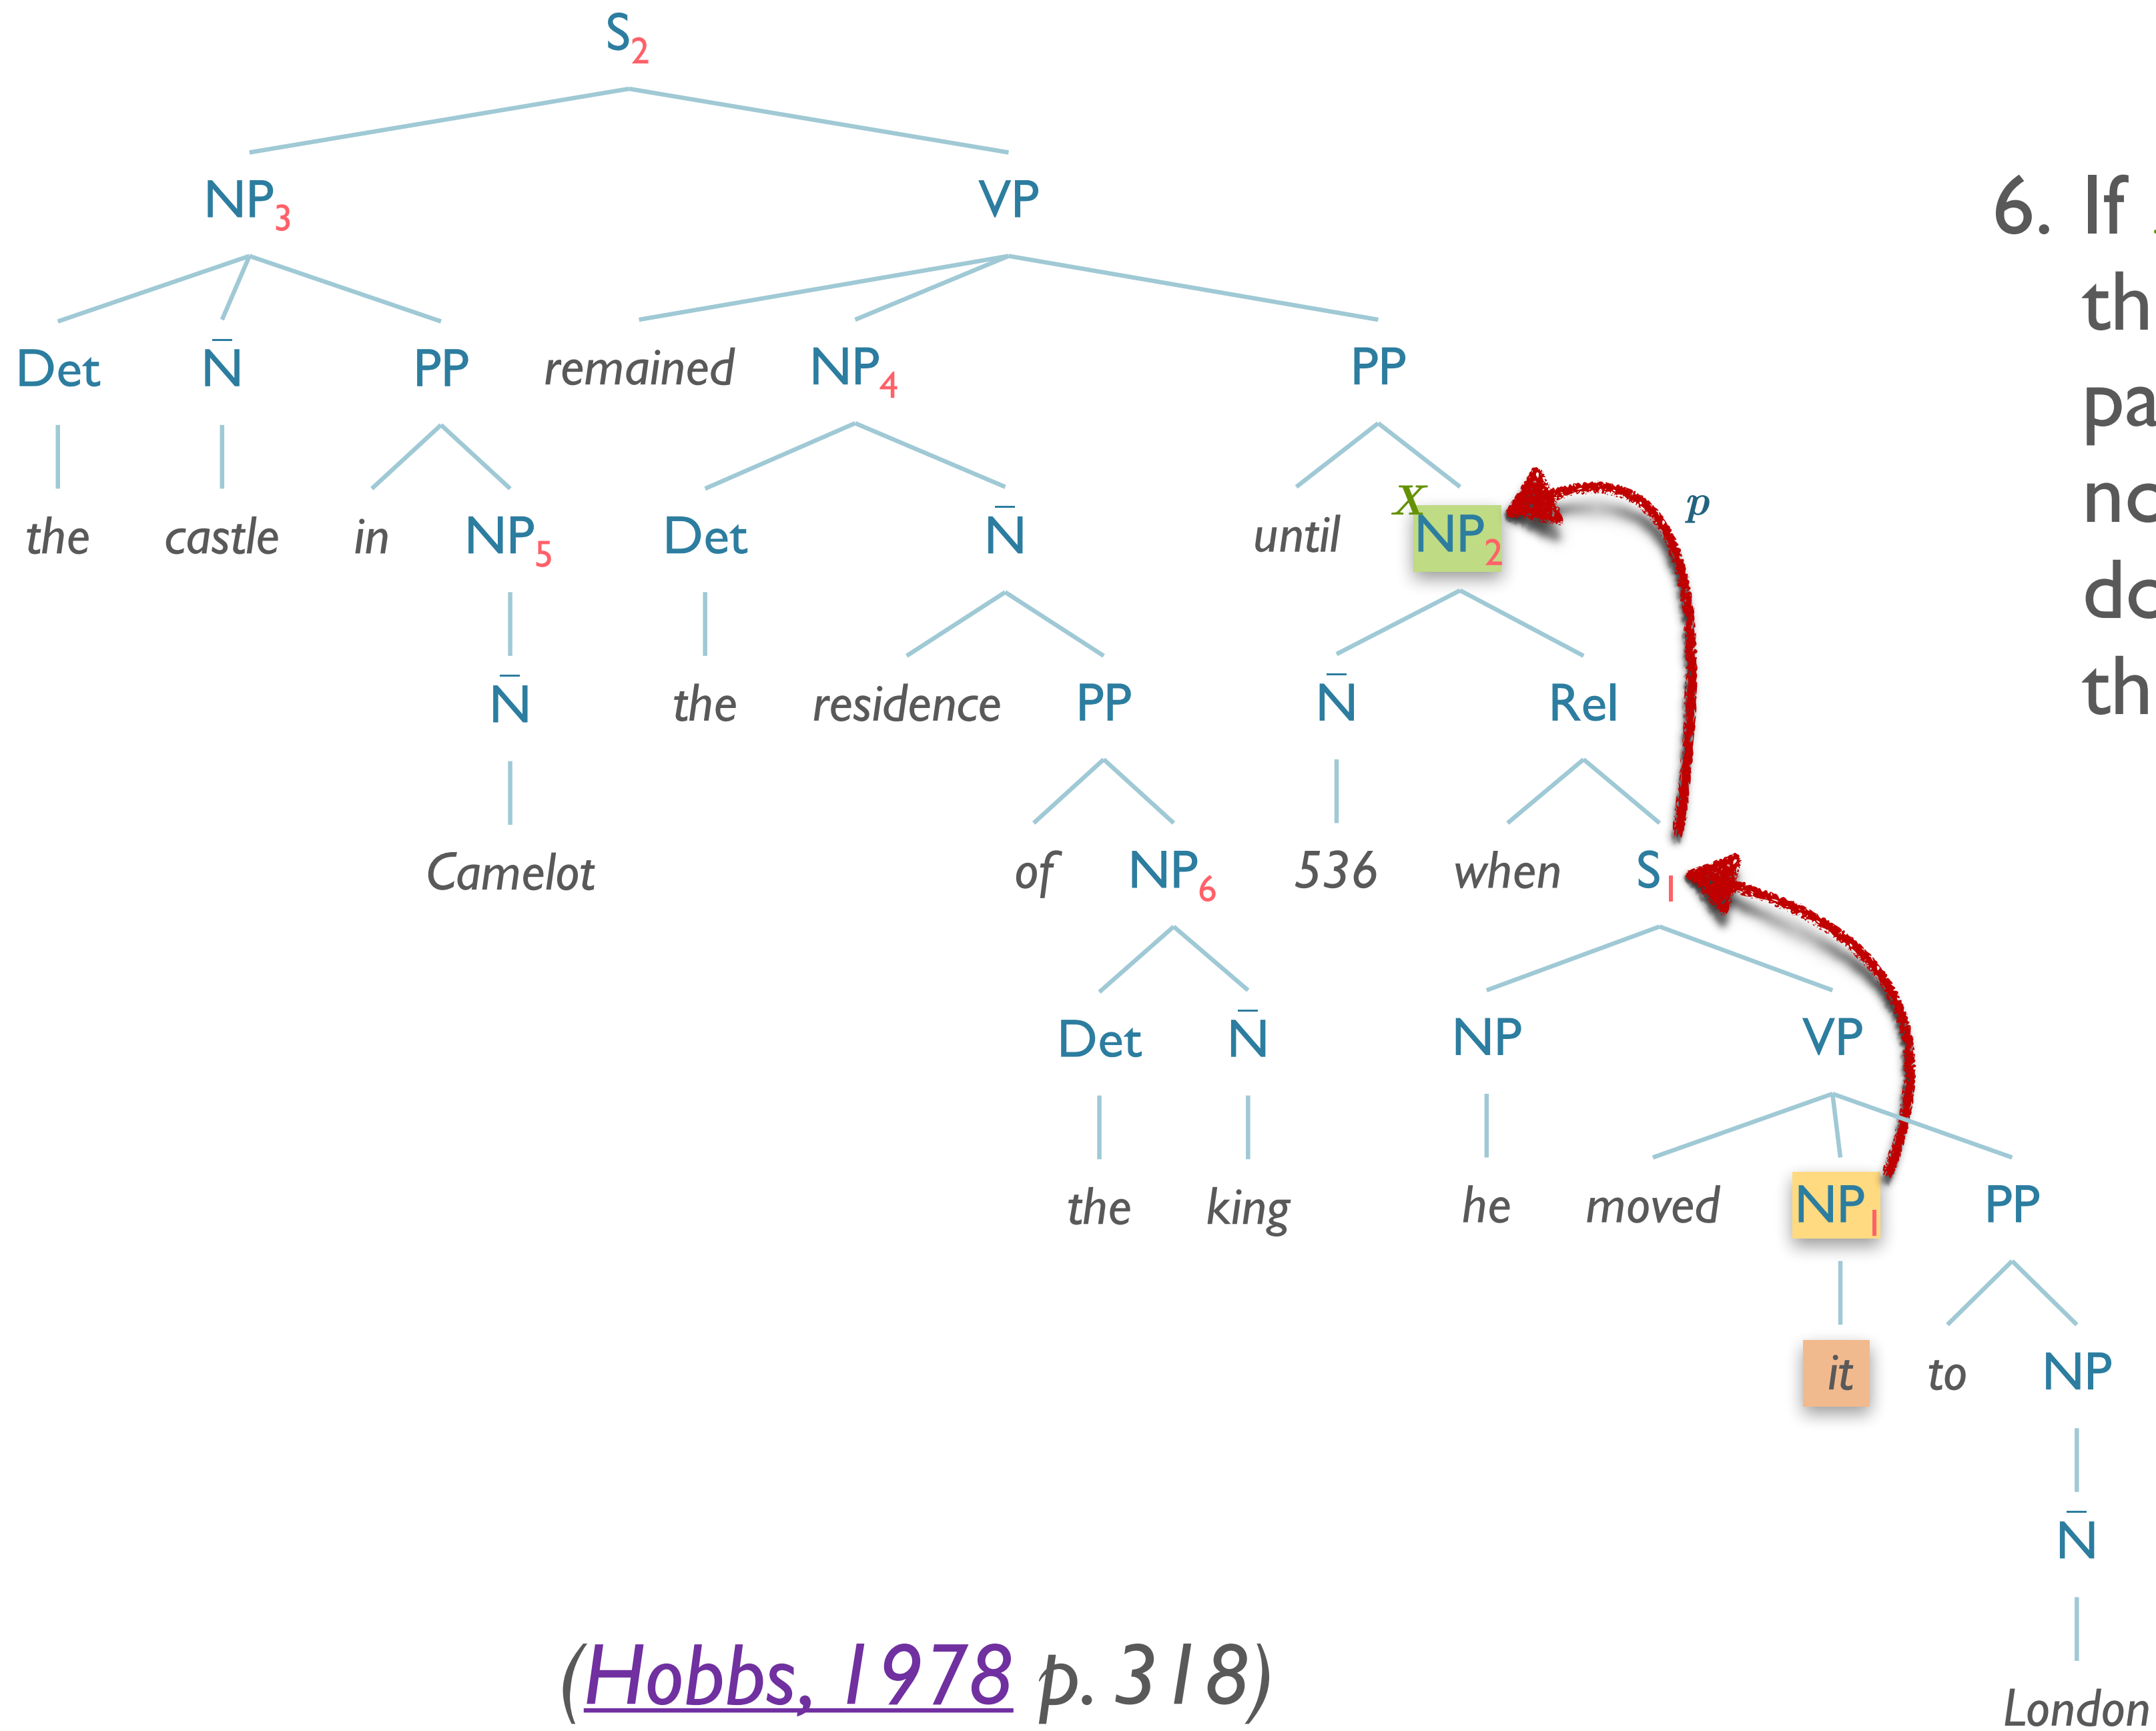 S2
NP3 VP
Det N̄ PP remained NP4 PP
the castle in NP5 Det N̄ until x NP2 p
N̄ the residence PP N̄ Rel
Camelot of NP6 536 when S1
Det N̄ NP VP
the king he moved NP1 PP
it to NP
N̄
London
(Hobbs, 1978 p. 318)
6. If
th
pa
no
do
th